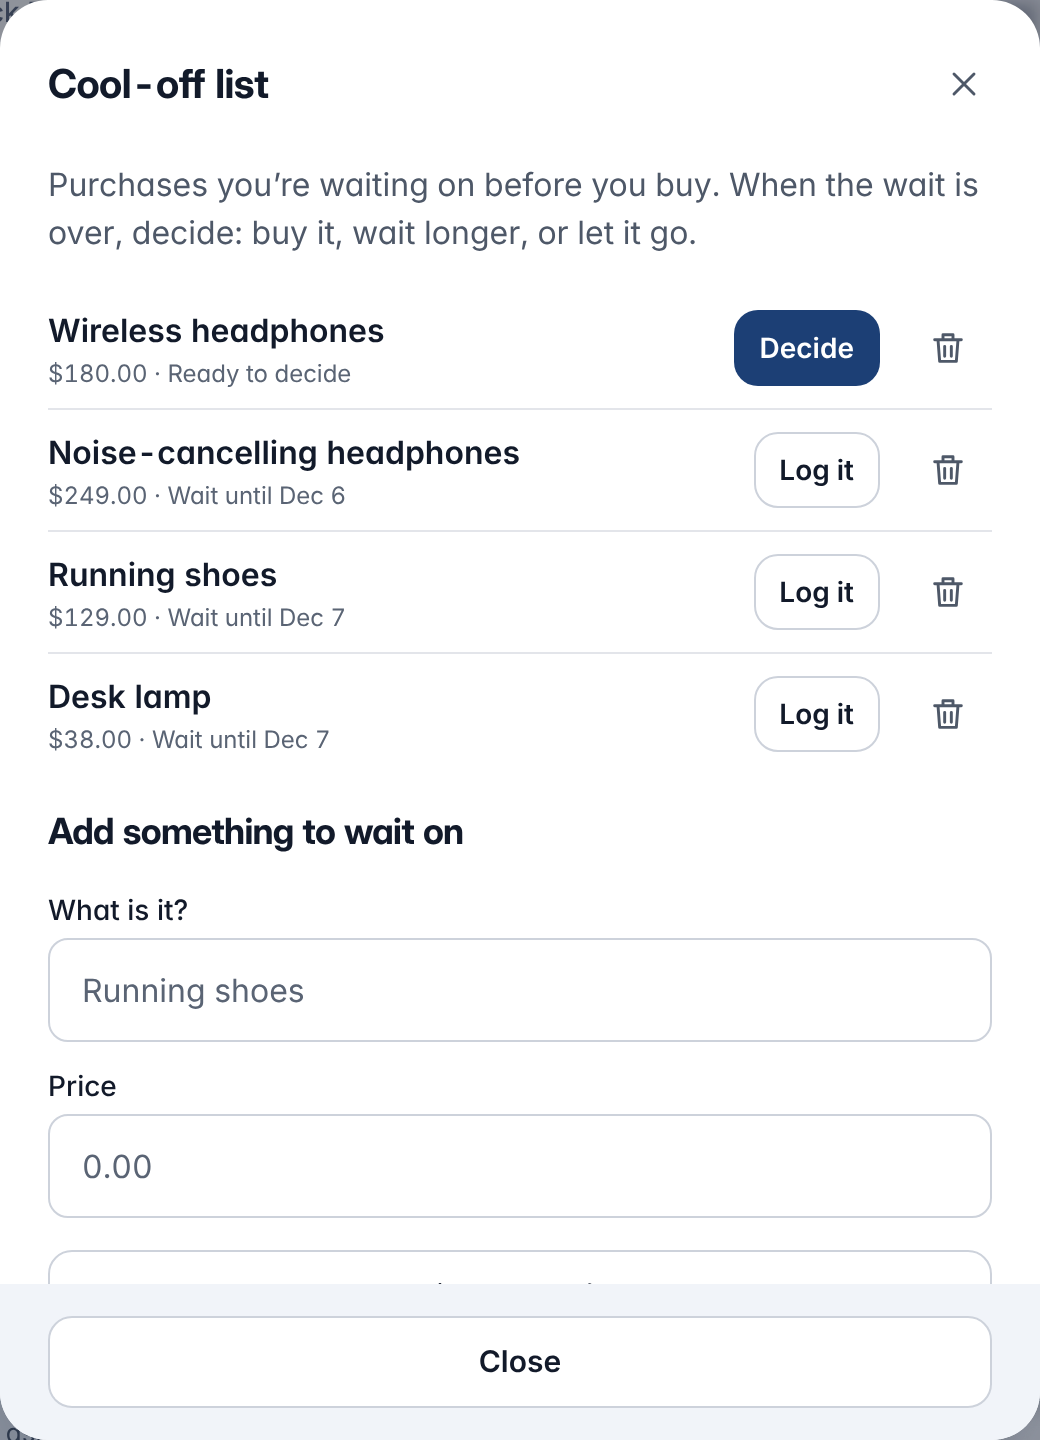 Cool-off list
Purchases you’re waiting on before you buy. When the wait is
over, decide: buy it, wait longer, or let it go.
Wireless headphones
$180.00 · Ready to decide
Decide
Noise-cancelling headphones
$249.00 · Wait until Dec 6
Log it
Running shoes
$129.00 · Wait until Dec 7
Log it
Desk lamp
$38.00 · Wait until Dec 7
Log it
Add something to wait on
What is it?
Running shoes
Price
0.00
Close